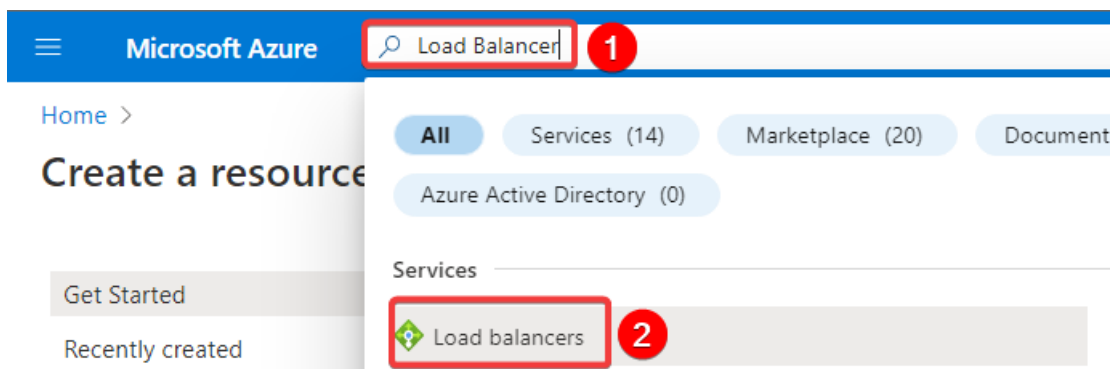 Microsoft Azure
Load Balancer
1
Home >
Create a resource
All
Services (14)
Marketplace (20)
Document
Azure Active Directory (0)
Services
Get Started
Load balancers
2
Recently created